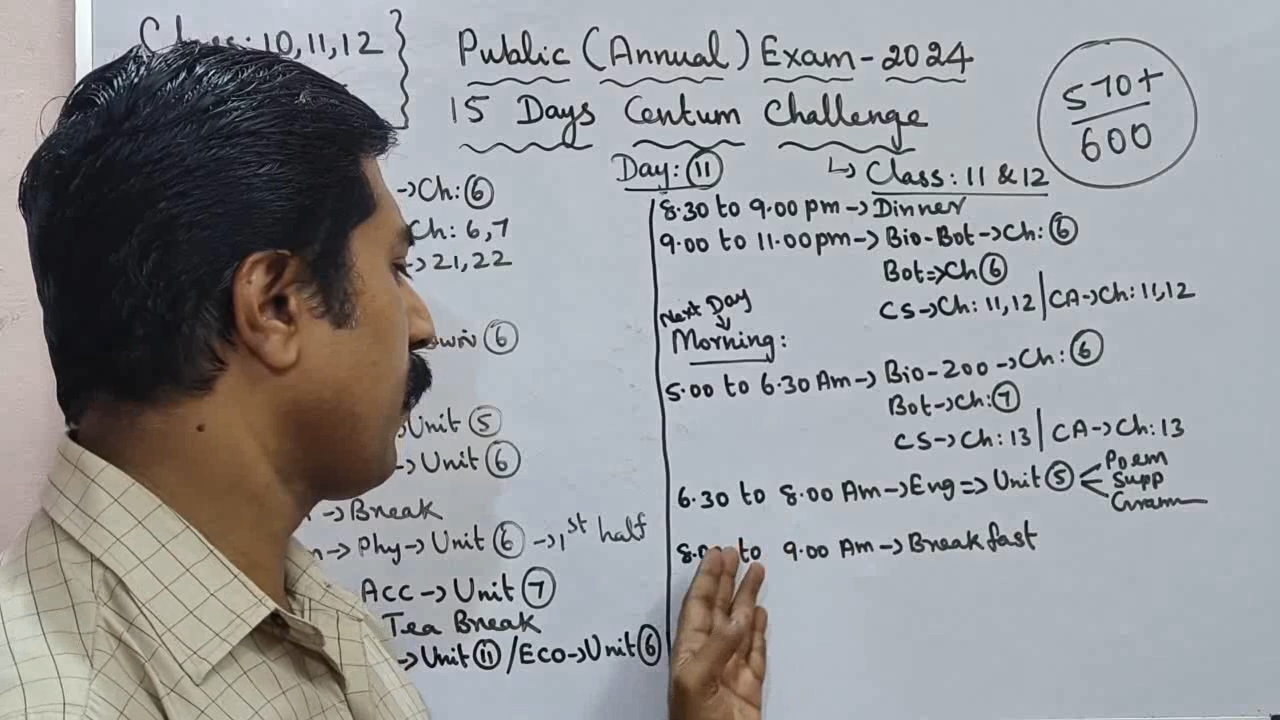 Class: 10, 11, 12
Public (Annual) Exam - 2024
15 Days Centum Challenge
570+
600
Day: 11
↳ Class: 11 & 12
→ Ch: 6
Ch: 6, 7
→ 21, 22
6
Unit 5
→ Unit 6
→ Break
→ Phy → Unit 6 → 1st half
ACC → Unit 7
Tea Break
→ Unit 11 / Eco → Unit 6
8.30 to 9.00 pm → Dinner
9.00 to 11.00 pm → Bio-Bot → Ch: 6
Bot ⇒ Ch 6
CS → Ch: 11, 12 | CA → Ch: 11, 12
Next Day
Morning:
5.00 to 6.30 Am → Bio-Zoo → Ch: 6
Bot → Ch: 7
CS → Ch: 13 | CA → Ch: 13
6.30 to 8.00 Am → Eng ⇒ Unit 5
Poem
Supp
Gram
to 9.00 Am → Breakfast